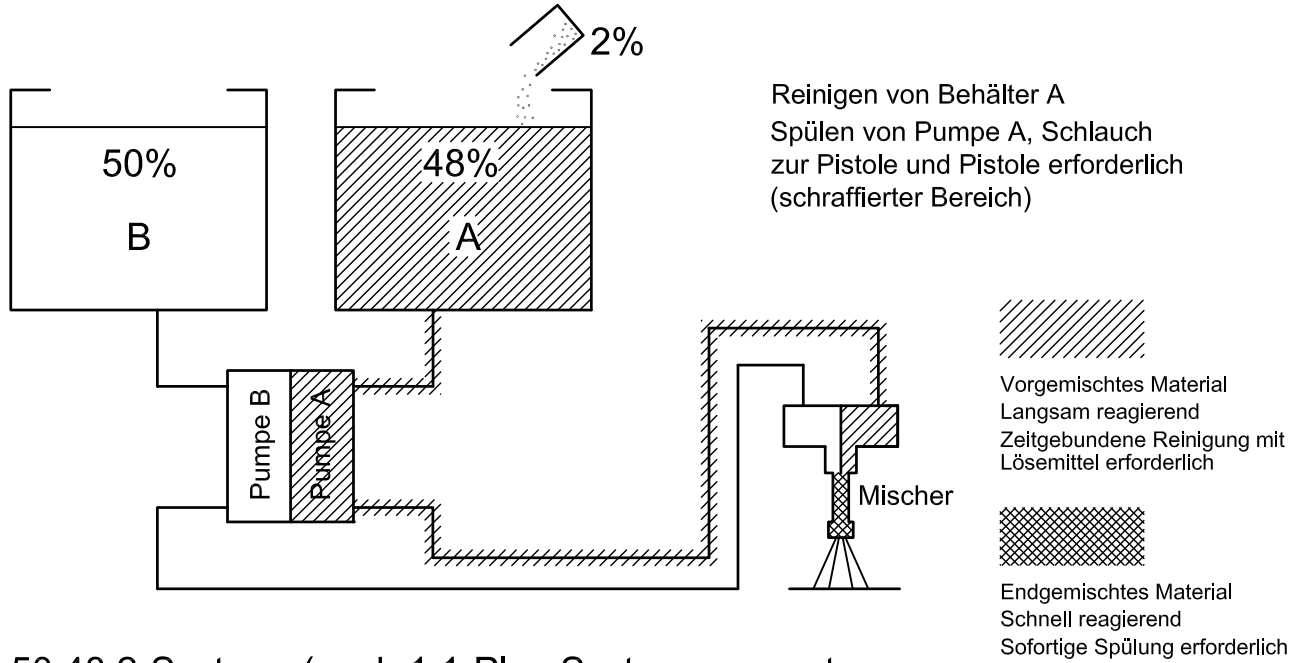 2%
50%
B
48%
A
Reinigen von Behälter A
Spülen von Pumpe A, Schlauch
zur Pistole und Pistole erforderlich
(schraffierter Bereich)
Pumpe B
Pumpe A
Mischer
Vorgemischtes Material
Langsam reagierend
Zeitgebundene Reinigung mit
Lösemittel erforderlich
Endgemischtes Material
Schnell reagierend
Sofortige Spülung erforderlich